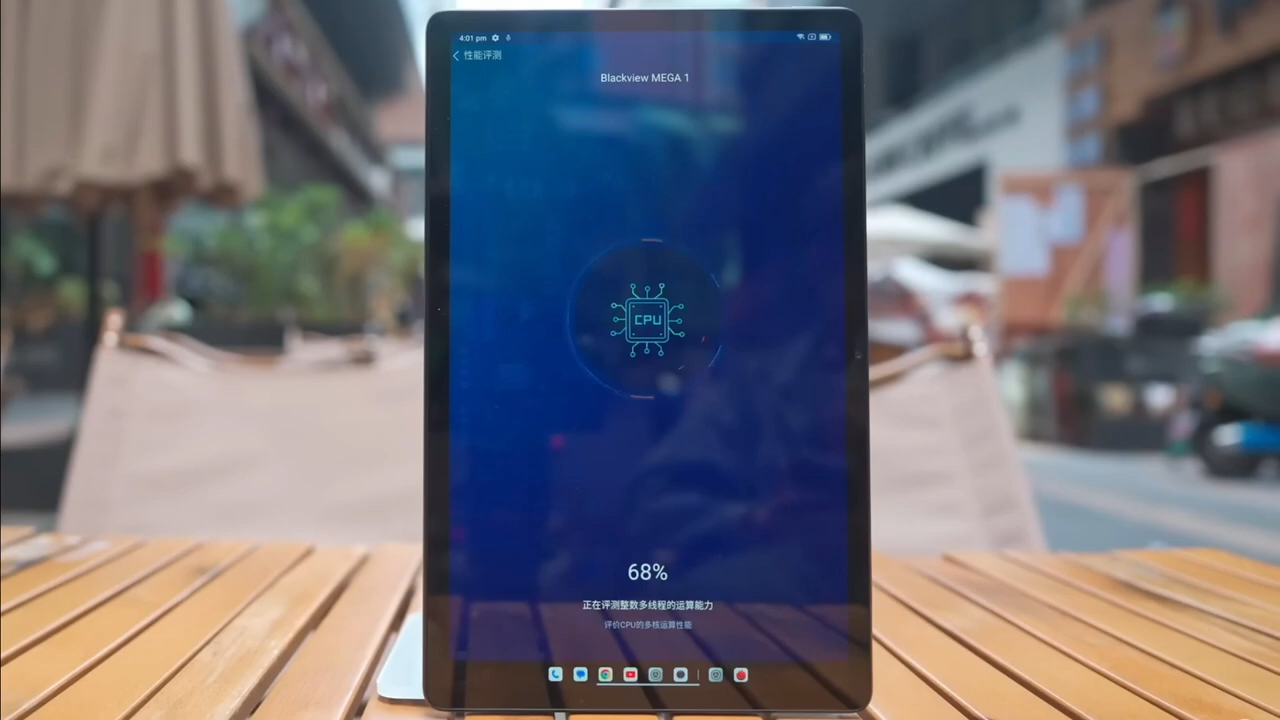 4:01 pm
性能评测
Blackview MEGA 1
CPU
68%
正在评测整数多线程的运算能力
评价CPU的多核运算性能